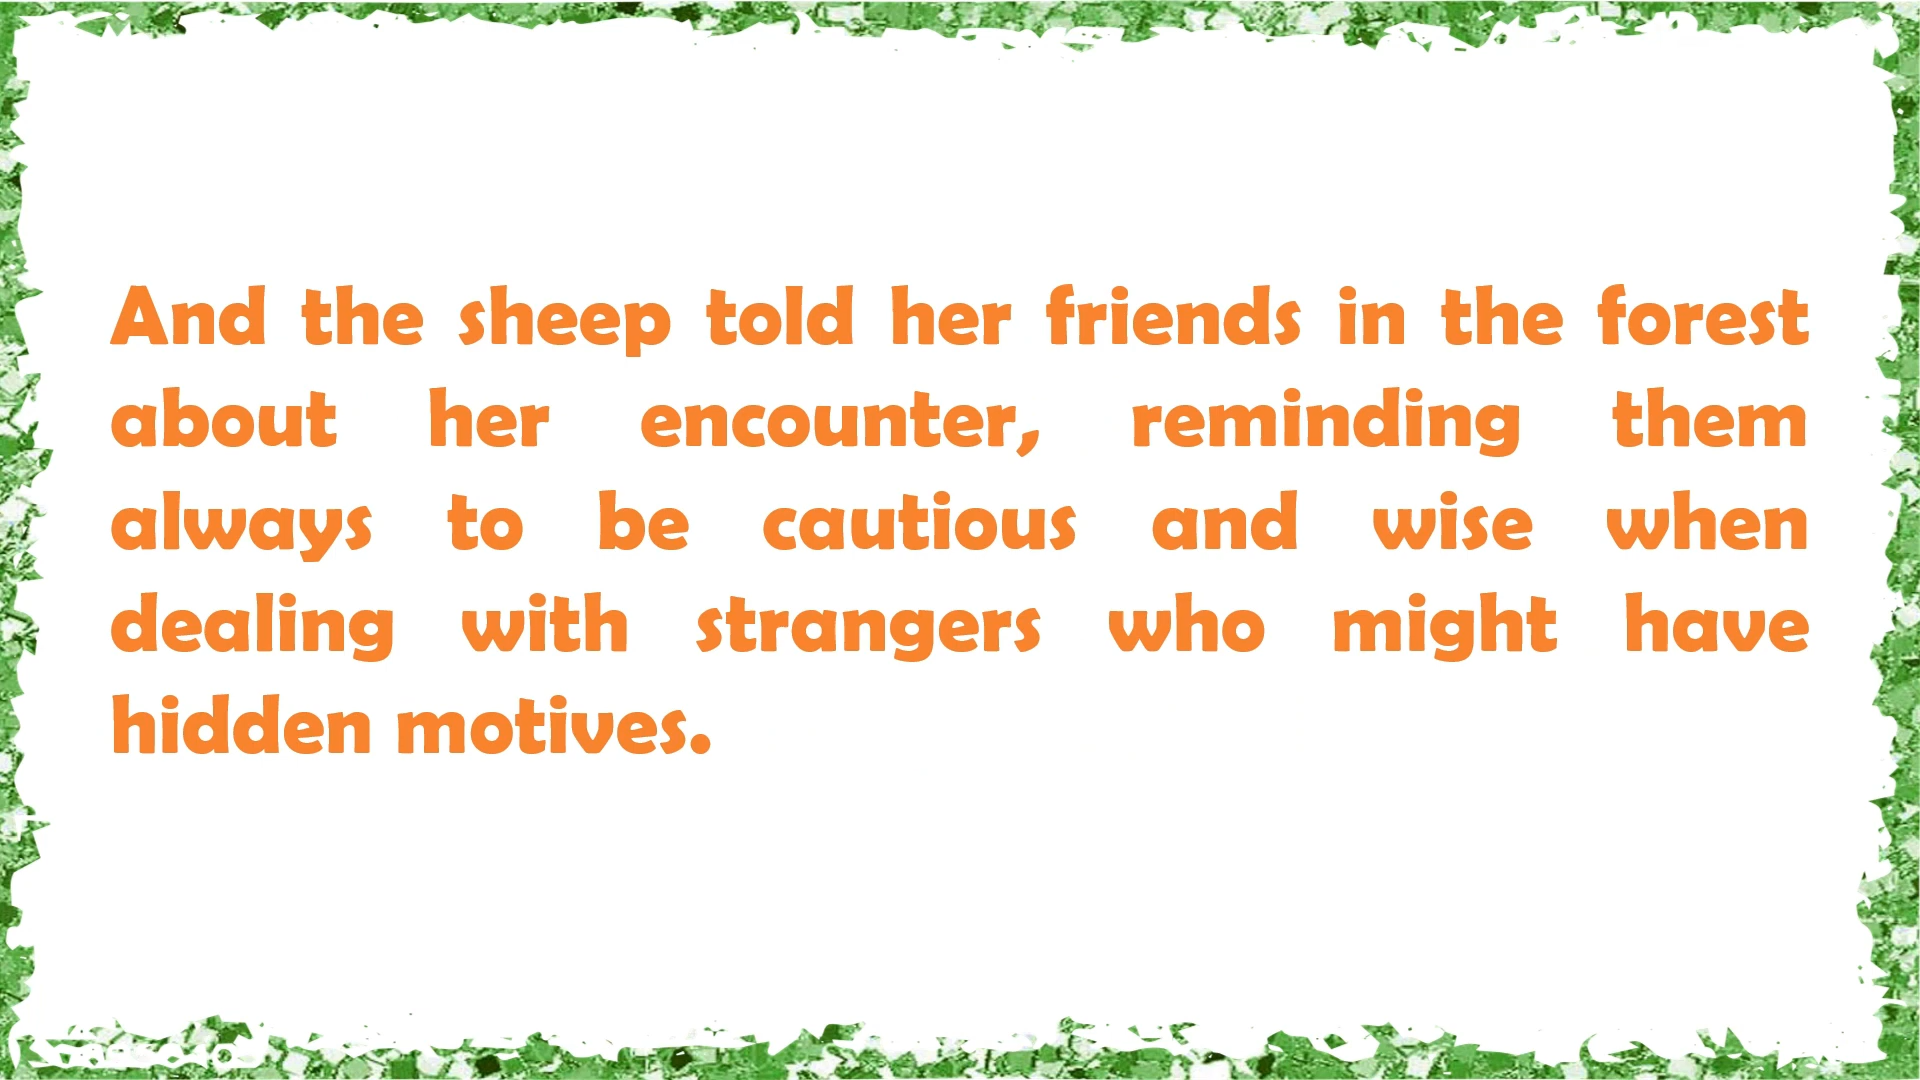 And the sheep told her friends in the forest
about her encounter, reminding them
always to be cautious and wise when
dealing with strangers who might have
hidden motives.